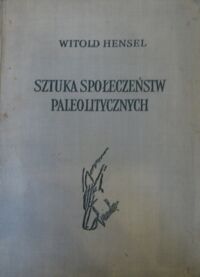 WITOLD HENSEL
SZTUKA SPOŁECZEŃSTW
PALEOLITYCZNYCH